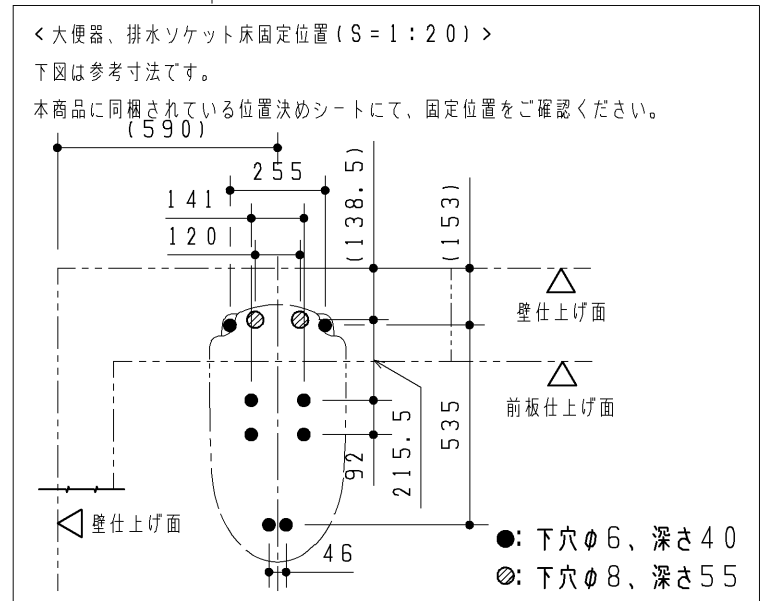 <大便器、排水ソケット床固定位置(S=1:20)>
下図は参考寸法です。
本商品に同梱されている位置決めシートにて、固定位置をご確認ください。
(590)
255
141
120
(138.5)
(153)
壁仕上げ面
前板仕上げ面
92
215.5
535
壁仕上げ面
46
●: 下穴φ6、深さ40
◍: 下穴φ8、深さ55